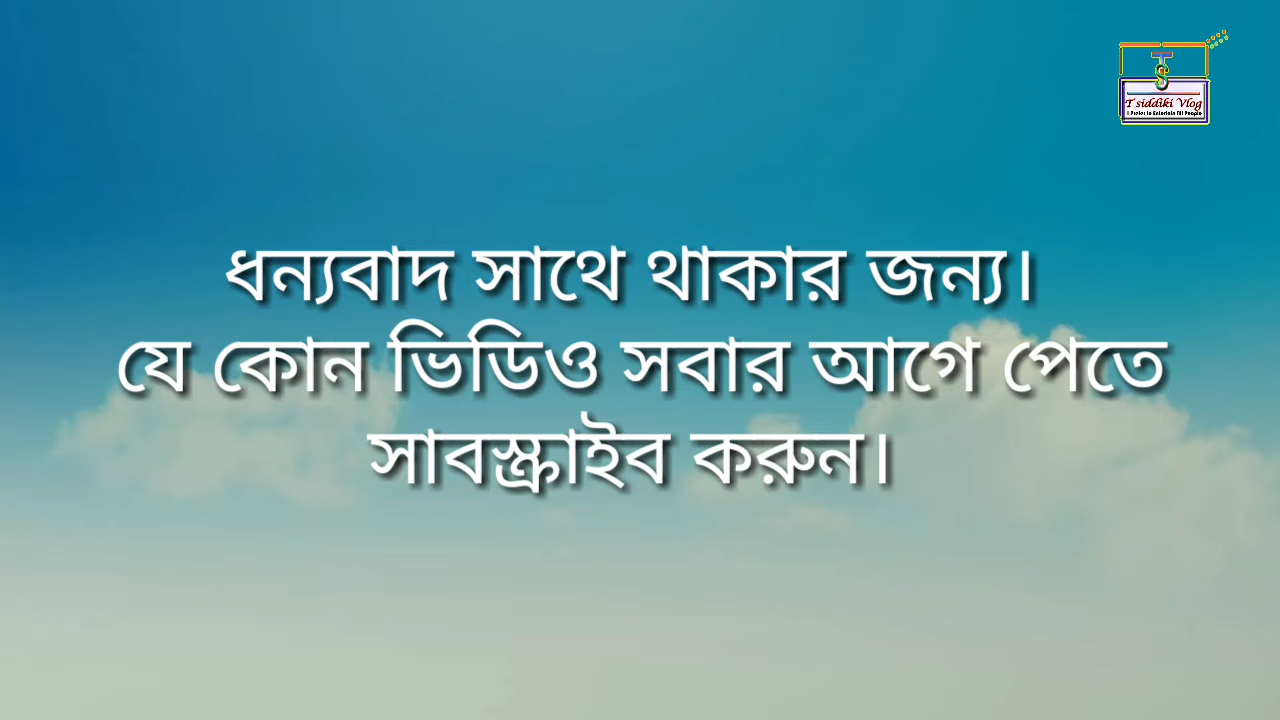 T
S
T siddiki Vlog
ধন্যবাদ সাথে থাকার জন্য।
যে কোন ভিডিও সবার আগে পেতে
সাবস্ক্রাইব করুন।